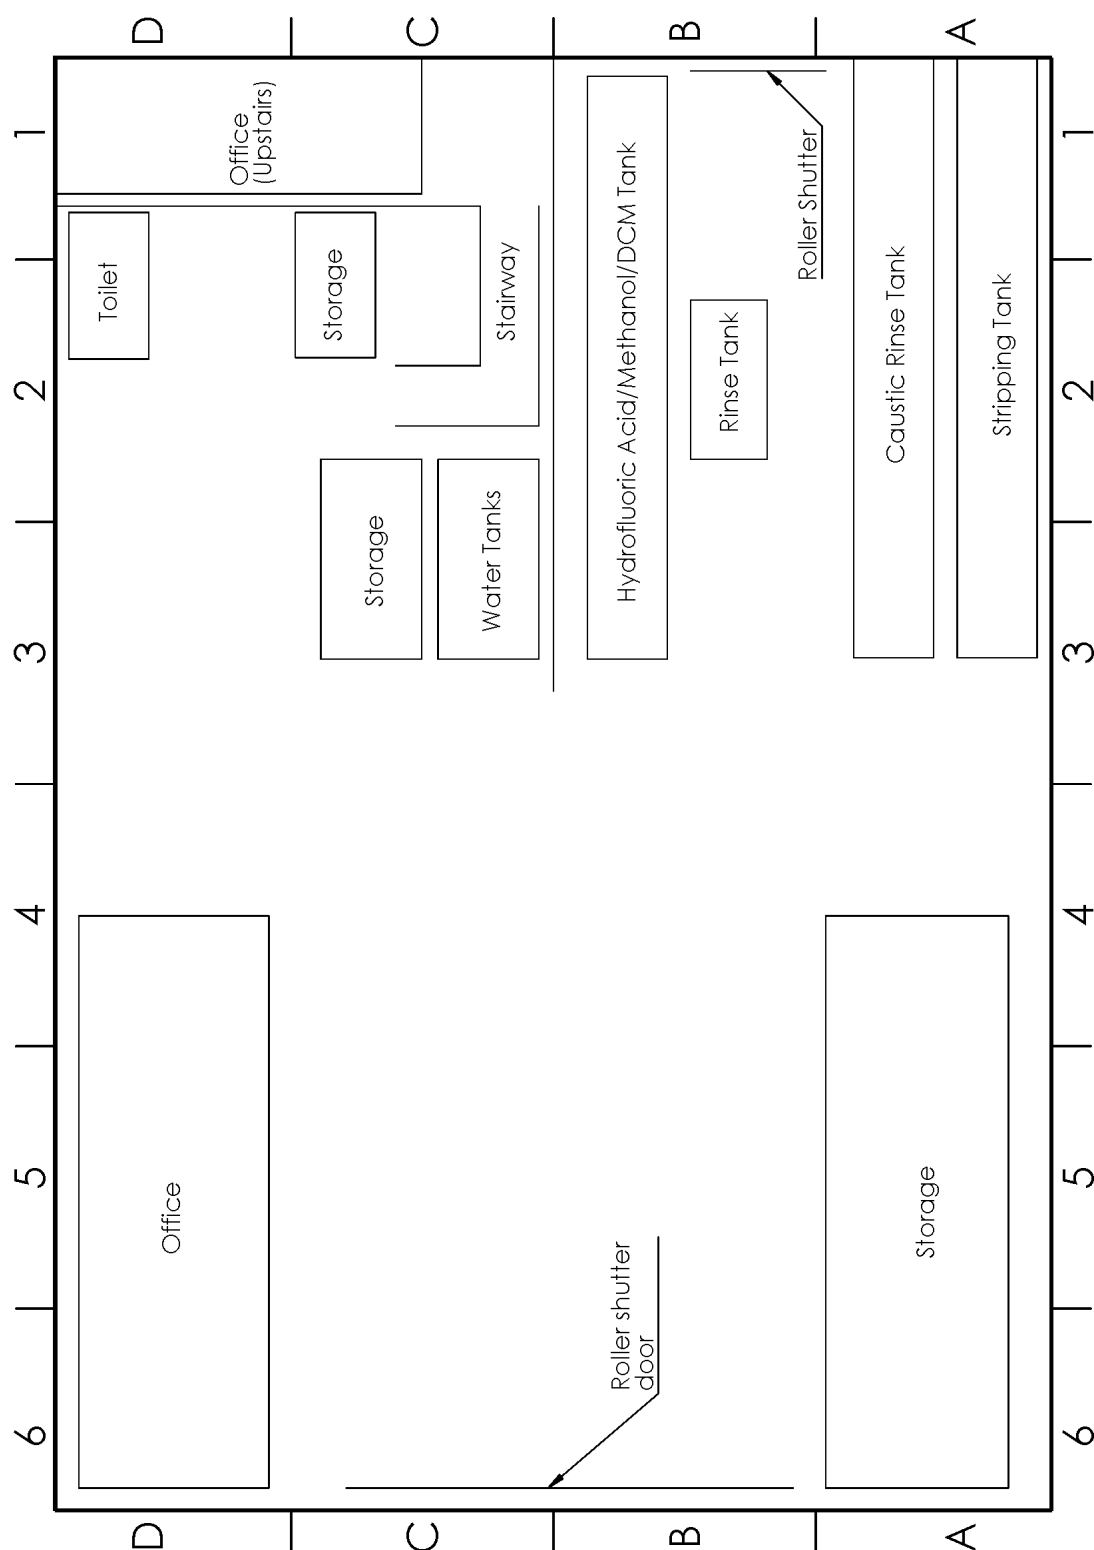 D
C
B
A
1
2
3
4
5
6
Office
(Upstairs)
Toilet
Storage
Stairway
Storage
Water Tanks
Hydrofluoric Acid/Methanol/DCM Tank
Rinse Tank
Roller Shutter
Caustic Rinse Tank
Stripping Tank
Office
Roller shutter
door
Storage
1
2
3
4
5
6
D
C
B
A